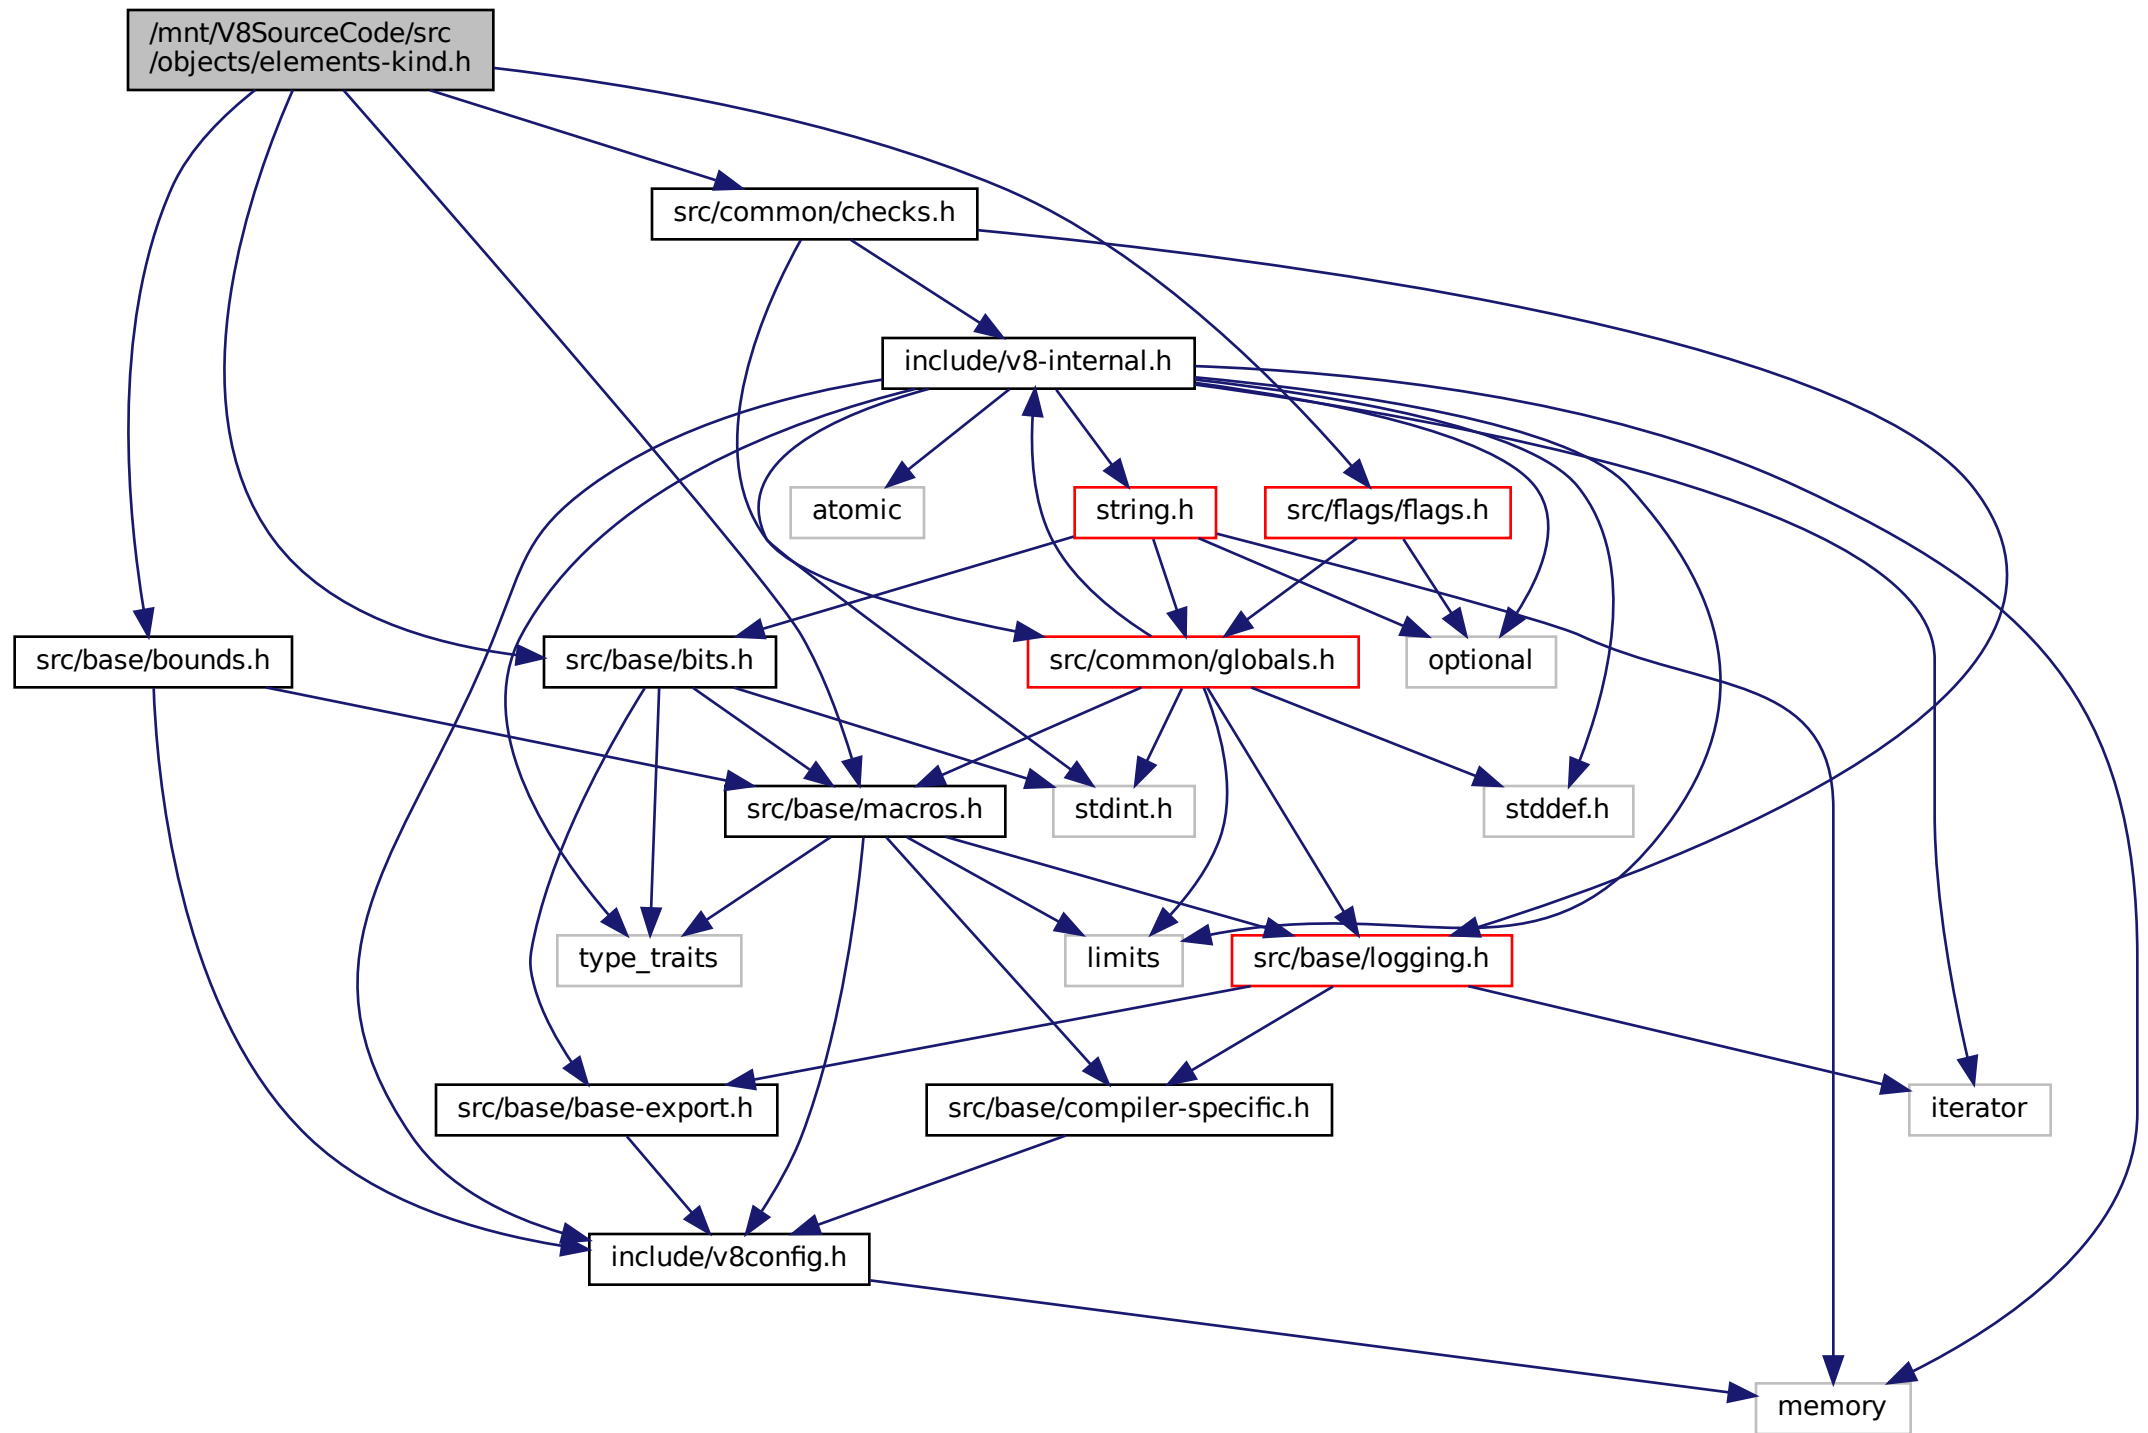 /mnt/V8SourceCode/src
/objects/elements-kind.h
src/common/checks.h
include/v8-internal.h
atomic
string.h
src/flags/flags.h
src/base/bounds.h
src/base/bits.h
src/common/globals.h
optional
src/base/macros.h
stdint.h
stddef.h
type_traits
limits
src/base/logging.h
src/base/base-export.h
src/base/compiler-specific.h
iterator
include/v8config.h
memory